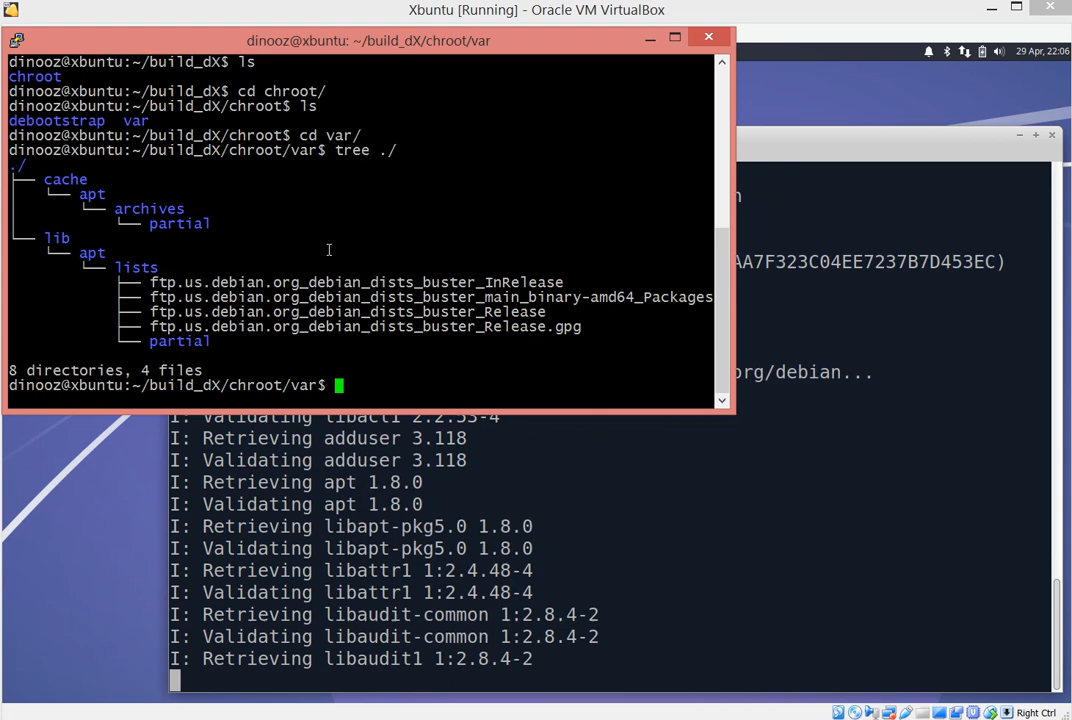 Xbuntu [Running] - Oracle VM VirtualBox
dinooz@xbuntu: ~/build_dX/chroot/var
29 Apr, 22:06
dinooz@xbuntu:~/build_dX$ ls
chroot
dinooz@xbuntu:~/build_dX$ cd chroot/
dinooz@xbuntu:~/build_dX/chroot$ ls
debootstrap  var
dinooz@xbuntu:~/build_dX/chroot$ cd var/
dinooz@xbuntu:~/build_dX/chroot/var$ tree ./
./
├── cache
│   └── apt
│       └── archives
│           └── partial
└── lib
    └── apt
        └── lists
            ├── ftp.us.debian.org_debian_dists_buster_InRelease
            ├── ftp.us.debian.org_debian_dists_buster_main_binary-amd64_Packages
            ├── ftp.us.debian.org_debian_dists_buster_Release
            ├── ftp.us.debian.org_debian_dists_buster_Release.gpg
            └── partial
8 directories, 4 files
dinooz@xbuntu:~/build_dX/chroot/var$
AA7F323C04EE7237B7D453EC)
org/debian...
I: Validating libacl1 2.2.53-4
I: Retrieving adduser 3.118
I: Validating adduser 3.118
I: Retrieving apt 1.8.0
I: Validating apt 1.8.0
I: Retrieving libapt-pkg5.0 1.8.0
I: Validating libapt-pkg5.0 1.8.0
I: Retrieving libattr1 1:2.4.48-4
I: Validating libattr1 1:2.4.48-4
I: Retrieving libaudit-common 1:2.8.4-2
I: Validating libaudit-common 1:2.8.4-2
I: Retrieving libaudit1 1:2.8.4-2
Right Ctrl